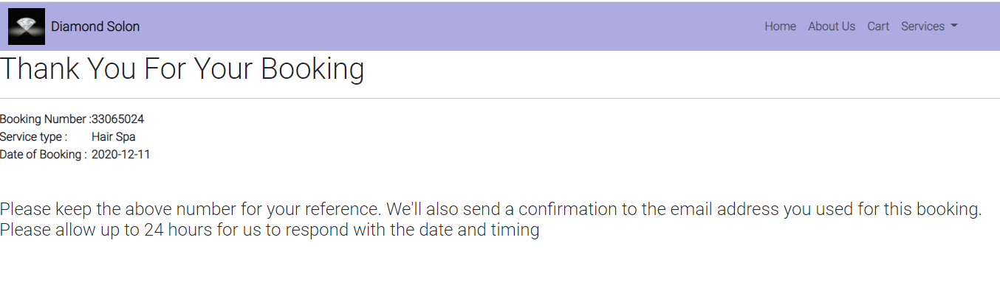 Diamond Solon
Home About Us Cart Services
Thank You For Your Booking
Booking Number :33065024
Service type : Hair Spa
Date of Booking : 2020-12-11
Please keep the above number for your reference. We'll also send a confirmation to the email address you used for this booking.
Please allow up to 24 hours for us to respond with the date and timing